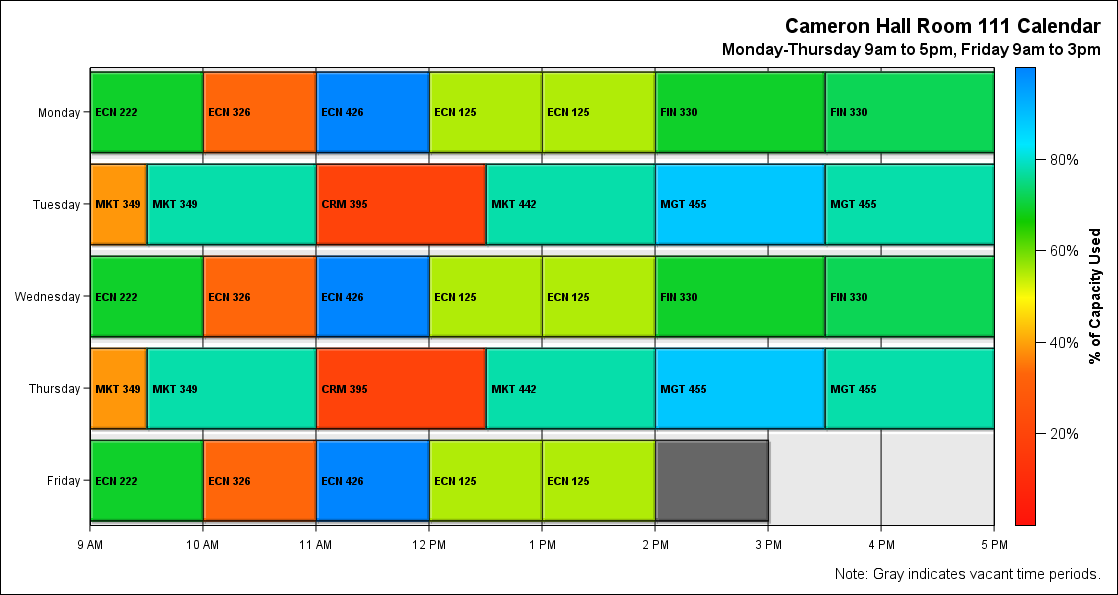 Cameron Hall Room 111 Calendar
Monday-Thursday 9am to 5pm, Friday 9am to 3pm
Monday ECN 222 ECN 326 ECN 426 ECN 125 ECN 125 FIN 330 FIN 330
Tuesday MKT 349 MKT 349 CRM 395 MKT 442 MGT 455 MGT 455
Wednesday ECN 222 ECN 326 ECN 426 ECN 125 ECN 125 FIN 330 FIN 330
Thursday MKT 349 MKT 349 CRM 395 MKT 442 MGT 455 MGT 455
Friday ECN 222 ECN 326 ECN 426 ECN 125 ECN 125
9 AM 10 AM 11 AM 12 PM 1 PM 2 PM 3 PM 4 PM 5 PM
80%
60%
40%
20%
% of Capacity Used
Note: Gray indicates vacant time periods.